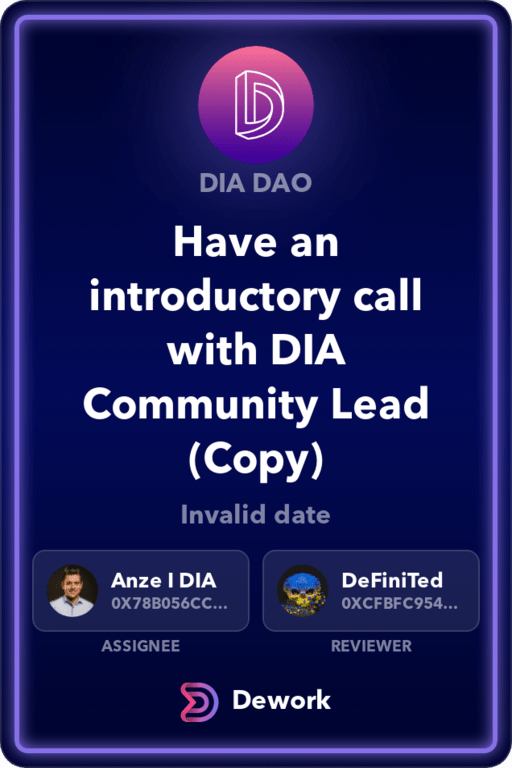 DIA DAO
Have an
introductory call
with DIA
Community Lead
(Copy)
Invalid date
Anze I DIA
0X78B056CC...
ASSIGNEE
DeFiniTed
0XCFBFC954...
REVIEWER
Dework